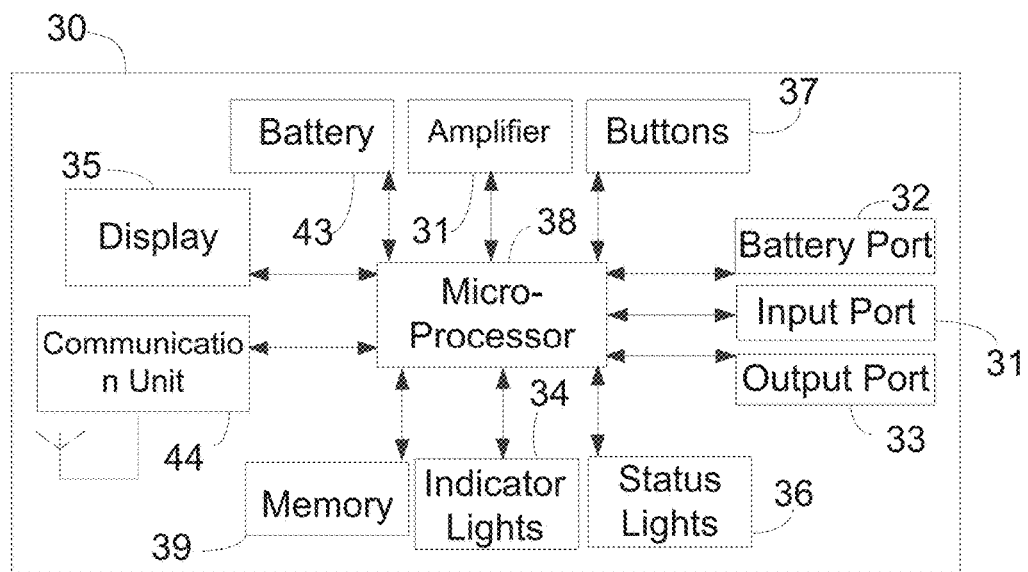 30
37
Battery
Amplifier
Buttons
35
32
Display
43
31
38
Battery Port
Micro-
Processor
Input Port
Communicatio
n Unit
31
34
Output Port
33
44
Memory
Indicator
Lights
Status
Lights
36
39